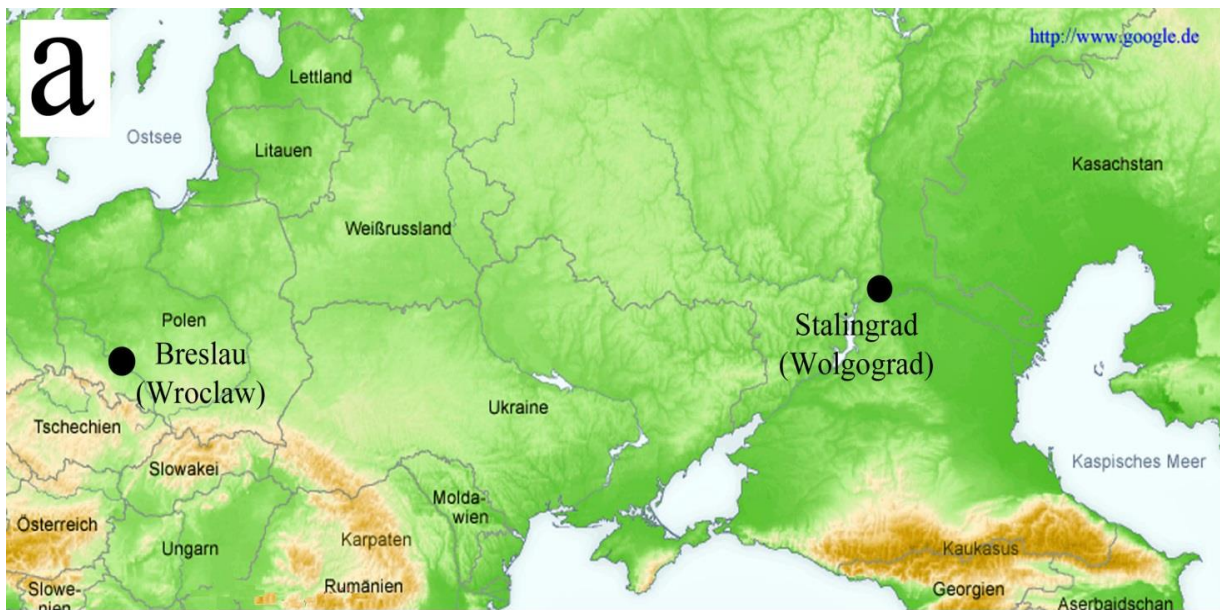 a
http://www.google.de
Lettland
Ostsee
Litauen
Kasachstan
Weißrussland
Polen
Breslau
(Wroclaw)
Stalingrad
(Wolgograd)
Ukraine
Tschechien
Slowakei
Kaspisches Meer
Molda-
wien
Österreich
Ungarn
Karpaten
Kaukasus
Rumänien
Georgien
Slowe-
nien
Aserbaidschan